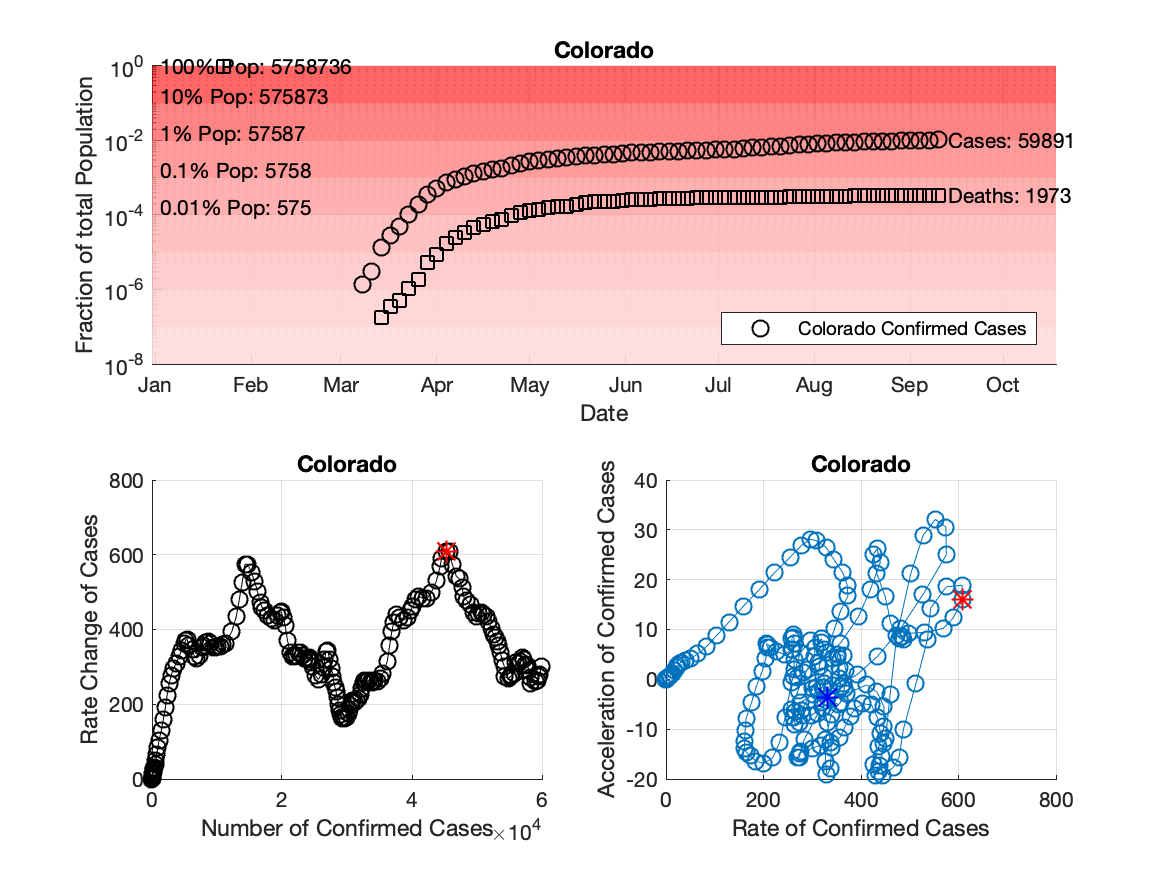 Colorado
10^0
10^-2
10^-4
10^-6
10^-8
Fraction of total Population
100% Pop: 5758736
10% Pop: 575873
1% Pop: 57587
0.1% Pop: 5758
0.01% Pop: 575
Cases: 59891
Deaths: 1973
Colorado Confirmed Cases
Jan Feb Mar Apr May Jun Jul Aug Sep Oct
Date
Colorado
800
600
400
200
0
Rate Change of Cases
0 2 4 6
Number of Confirmed Cases ×10^4
Colorado
40
30
20
10
0
-10
-20
Acceleration of Confirmed Cases
0 200 400 600 800
Rate of Confirmed Cases